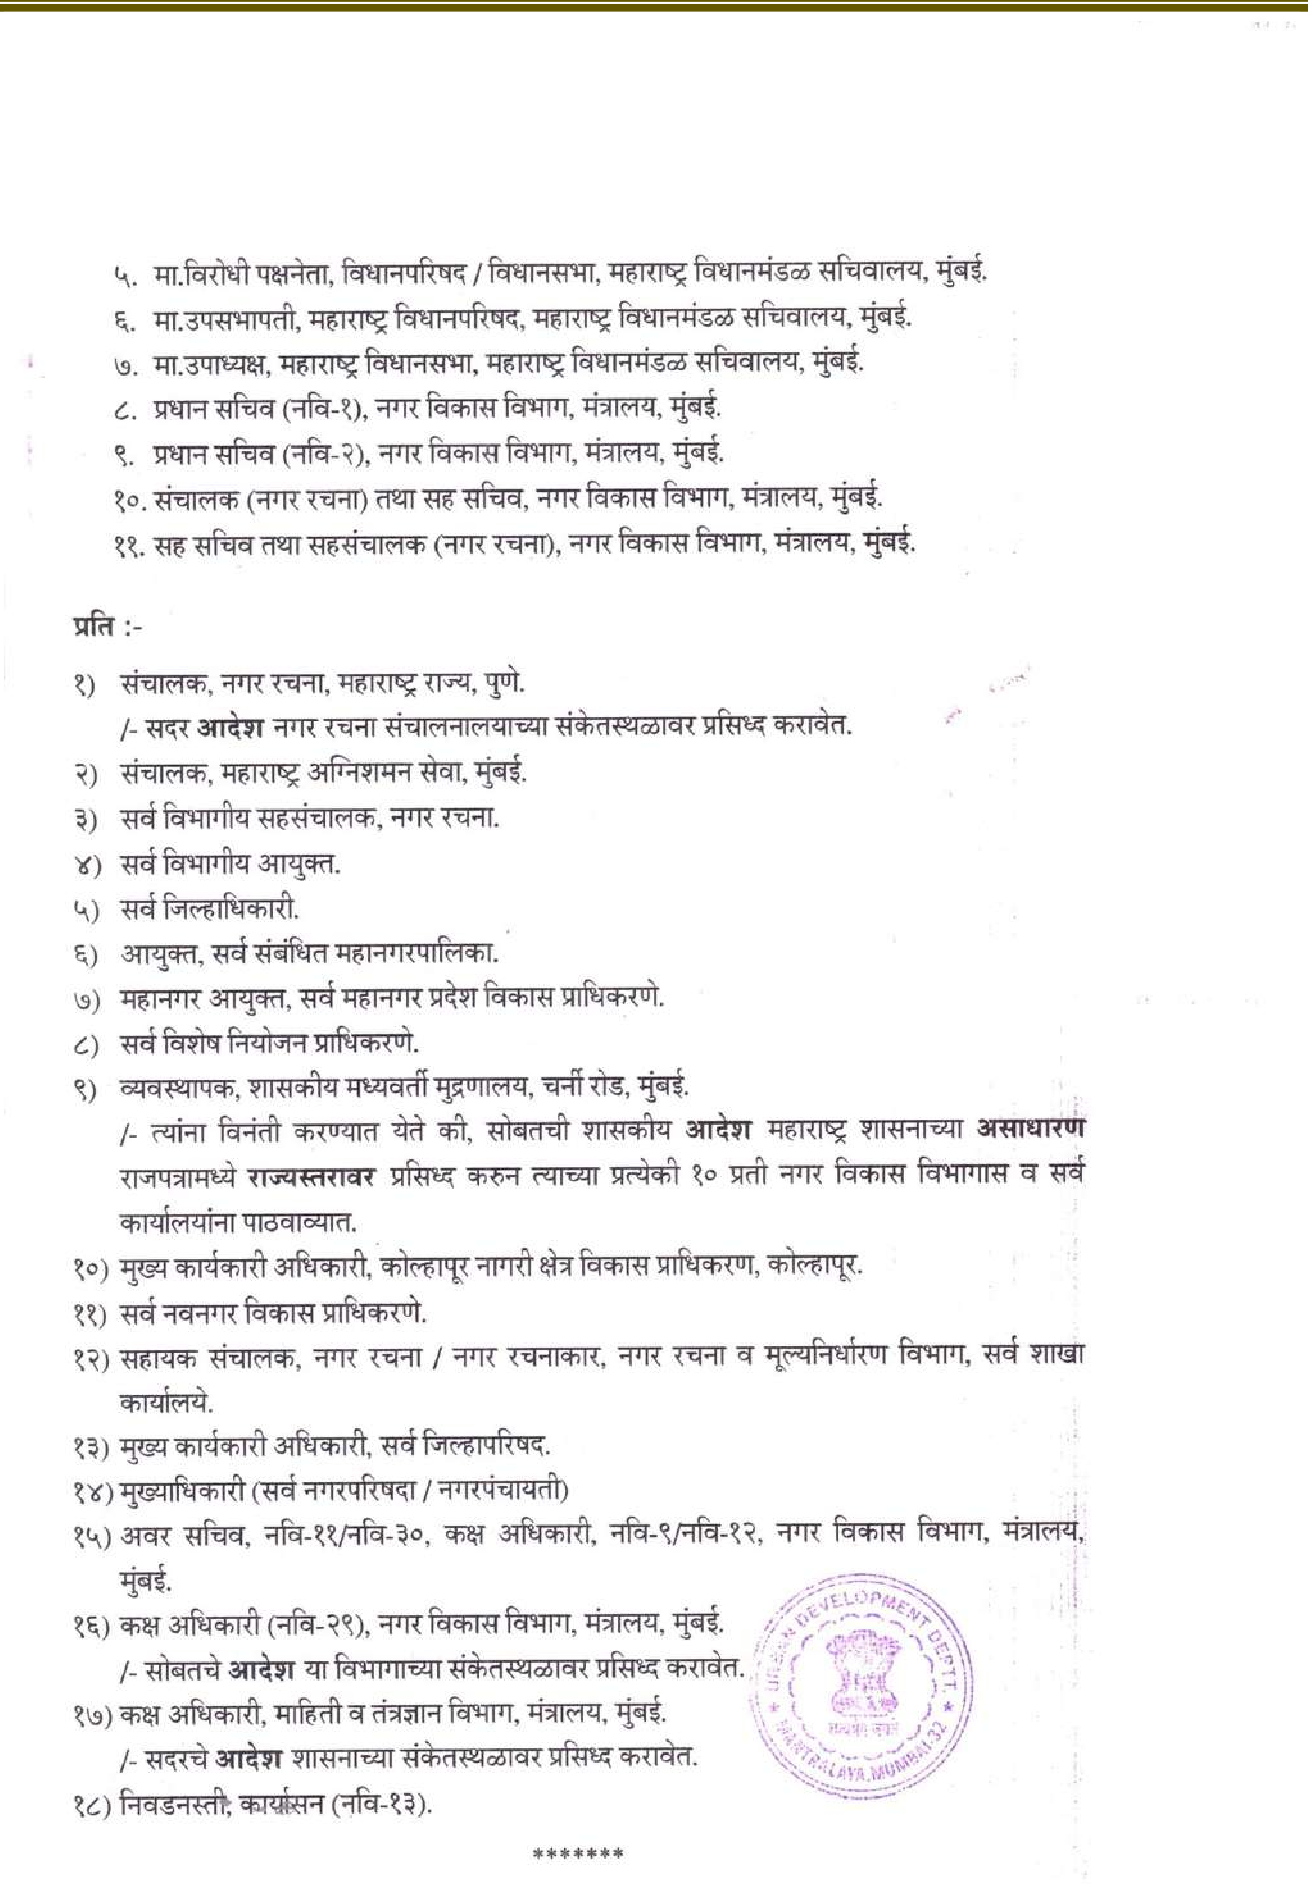 ५. मा.विरोधी पक्षनेता, विधानपरिषद / विधानसभा, महाराष्ट्र विधानमंडळ सचिवालय, मुंबई.
६. मा.उपसभापती, महाराष्ट्र विधानपरिषद, महाराष्ट्र विधानमंडळ सचिवालय, मुंबई.
७. मा.उपाध्यक्ष, महाराष्ट्र विधानसभा, महाराष्ट्र विधानमंडळ सचिवालय, मुंबई.
८. प्रधान सचिव (नवि-१), नगर विकास विभाग, मंत्रालय, मुंबई.
९. प्रधान सचिव (नवि-२), नगर विकास विभाग, मंत्रालय, मुंबई.
१०. संचालक (नगर रचना) तथा सह सचिव, नगर विकास विभाग, मंत्रालय, मुंबई.
११. सह सचिव तथा सहसंचालक (नगर रचना), नगर विकास विभाग, मंत्रालय, मुंबई.
प्रति :-
१) संचालक, नगर रचना, महाराष्ट्र राज्य, पुणे.
/- सदर आदेश नगर रचना संचालनालयाच्या संकेतस्थळावर प्रसिध्द करावेत.
२) संचालक, महाराष्ट्र अग्निशमन सेवा, मुंबई.
३) सर्व विभागीय सहसंचालक, नगर रचना.
४) सर्व विभागीय आयुक्त.
५) सर्व जिल्हाधिकारी.
६) आयुक्त, सर्व संबंधित महानगरपालिका.
७) महानगर आयुक्त, सर्व महानगर प्रदेश विकास प्राधिकरणे.
८) सर्व विशेष नियोजन प्राधिकरणे.
९) व्यवस्थापक, शासकीय मध्यवर्ती मुद्रणालय, चर्नी रोड, मुंबई.
/- त्यांना विनंती करण्यात येते की, सोबतची शासकीय आदेश महाराष्ट्र शासनाच्या असाधारण
राजपत्रामध्ये राज्यस्तरावर प्रसिध्द करुन त्याच्या प्रत्येकी १० प्रती नगर विकास विभागास व सर्व
कार्यालयांना पाठवाव्यात.
१०) मुख्य कार्यकारी अधिकारी, कोल्हापूर नागरी क्षेत्र विकास प्राधिकरण, कोल्हापूर.
११) सर्व नवनगर विकास प्राधिकरणे.
१२) सहायक संचालक, नगर रचना / नगर रचनाकार, नगर रचना व मूल्यनिर्धारण विभाग, सर्व शाखा
कार्यालये.
१३) मुख्य कार्यकारी अधिकारी, सर्व जिल्हापरिषद.
१४) मुख्याधिकारी (सर्व नगरपरिषदा / नगरपंचायती)
१५) अवर सचिव, नवि-११/नवि-३०, कक्ष अधिकारी, नवि-९/नवि-१२, नगर विकास विभाग, मंत्रालय,
मुंबई.
१६) कक्ष अधिकारी (नवि-२९), नगर विकास विभाग, मंत्रालय, मुंबई.
/- सोबतचे आदेश या विभागाच्या संकेतस्थळावर प्रसिध्द करावेत.
१७) कक्ष अधिकारी, माहिती व तंत्रज्ञान विभाग, मंत्रालय, मुंबई.
/- सदरचे आदेश शासनाच्या संकेतस्थळावर प्रसिध्द करावेत.
१८) निवडनस्ती, कार्यासन (नवि-१३).
*******
URBAN DEVELOPMENT DEPTT.
सत्यमेव जयते
★ MANTRALAYA, MUMBAI 32 ★